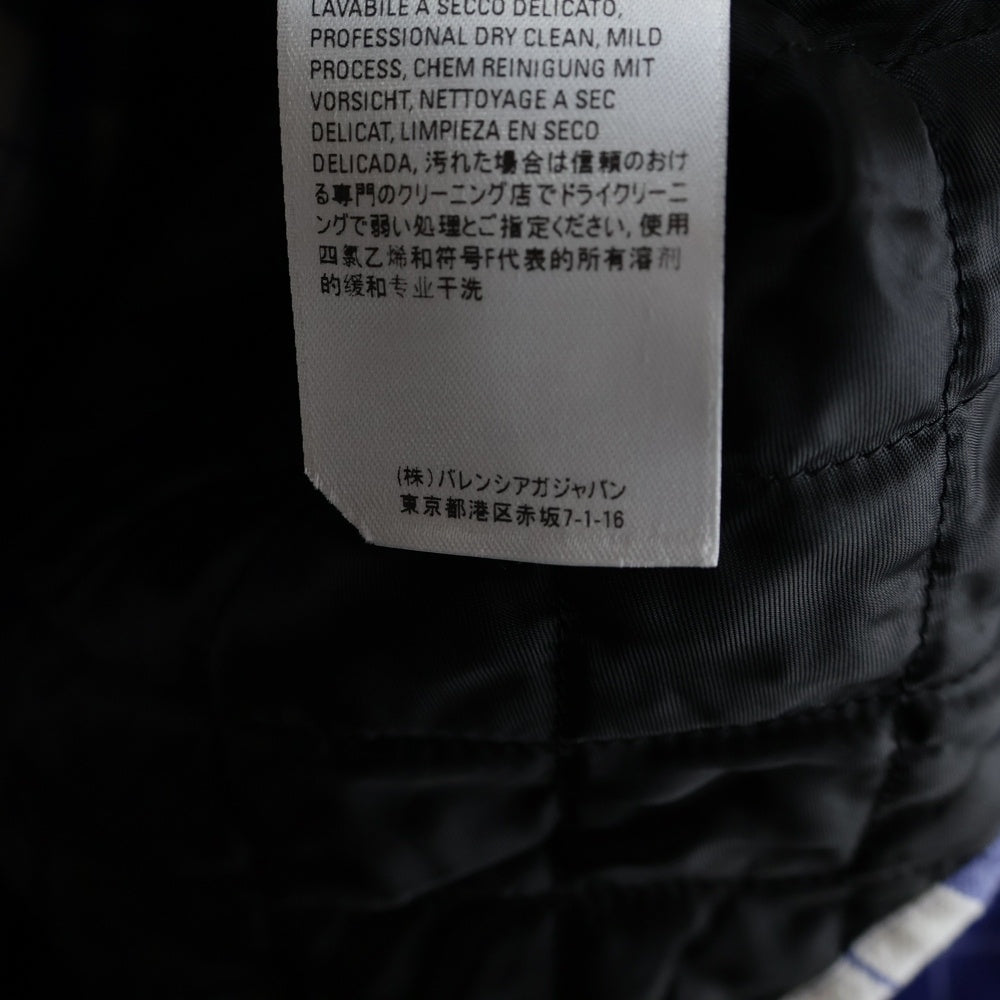 LAVABILE A SECCO DELICATO,
PROFESSIONAL DRY CLEAN, MILD
PROCESS, CHEM REINIGUNG MIT
VORSICHT, NETTOYAGE A SEC
DELICAT, LIMPIEZA EN SECO
DELICADA, 汚れた場合は信頼のおけ
る専門のクリーニング店でドライクリーニ
ングで弱い処理とご指定ください, 使用
四氯乙烯和符号F代表的所有溶剂
的缓和专业干洗
(株)バレンシアガジャパン
東京都港区赤坂7-1-16